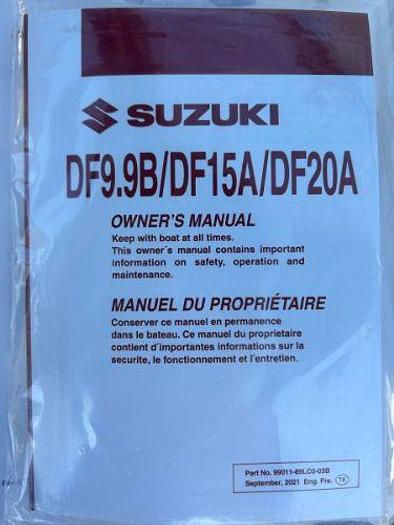 SUZUKI
DF9.9B/DF15A/DF20A
OWNER'S MANUAL
Keep with boat at all times.
This owner´s manual contains important
information on safety, operation and
maintenance.
MANUEL DU PROPRIÉTAIRE
Conserver ce manuel en permanence
dans le bateau. Ce manuel du proprietaire
contient d´importantes informations sur la
securite, le fonctionnement et l´entretien.
Part No. 99011-89LC0-03B
September, 2021 Eng. Fre. TK